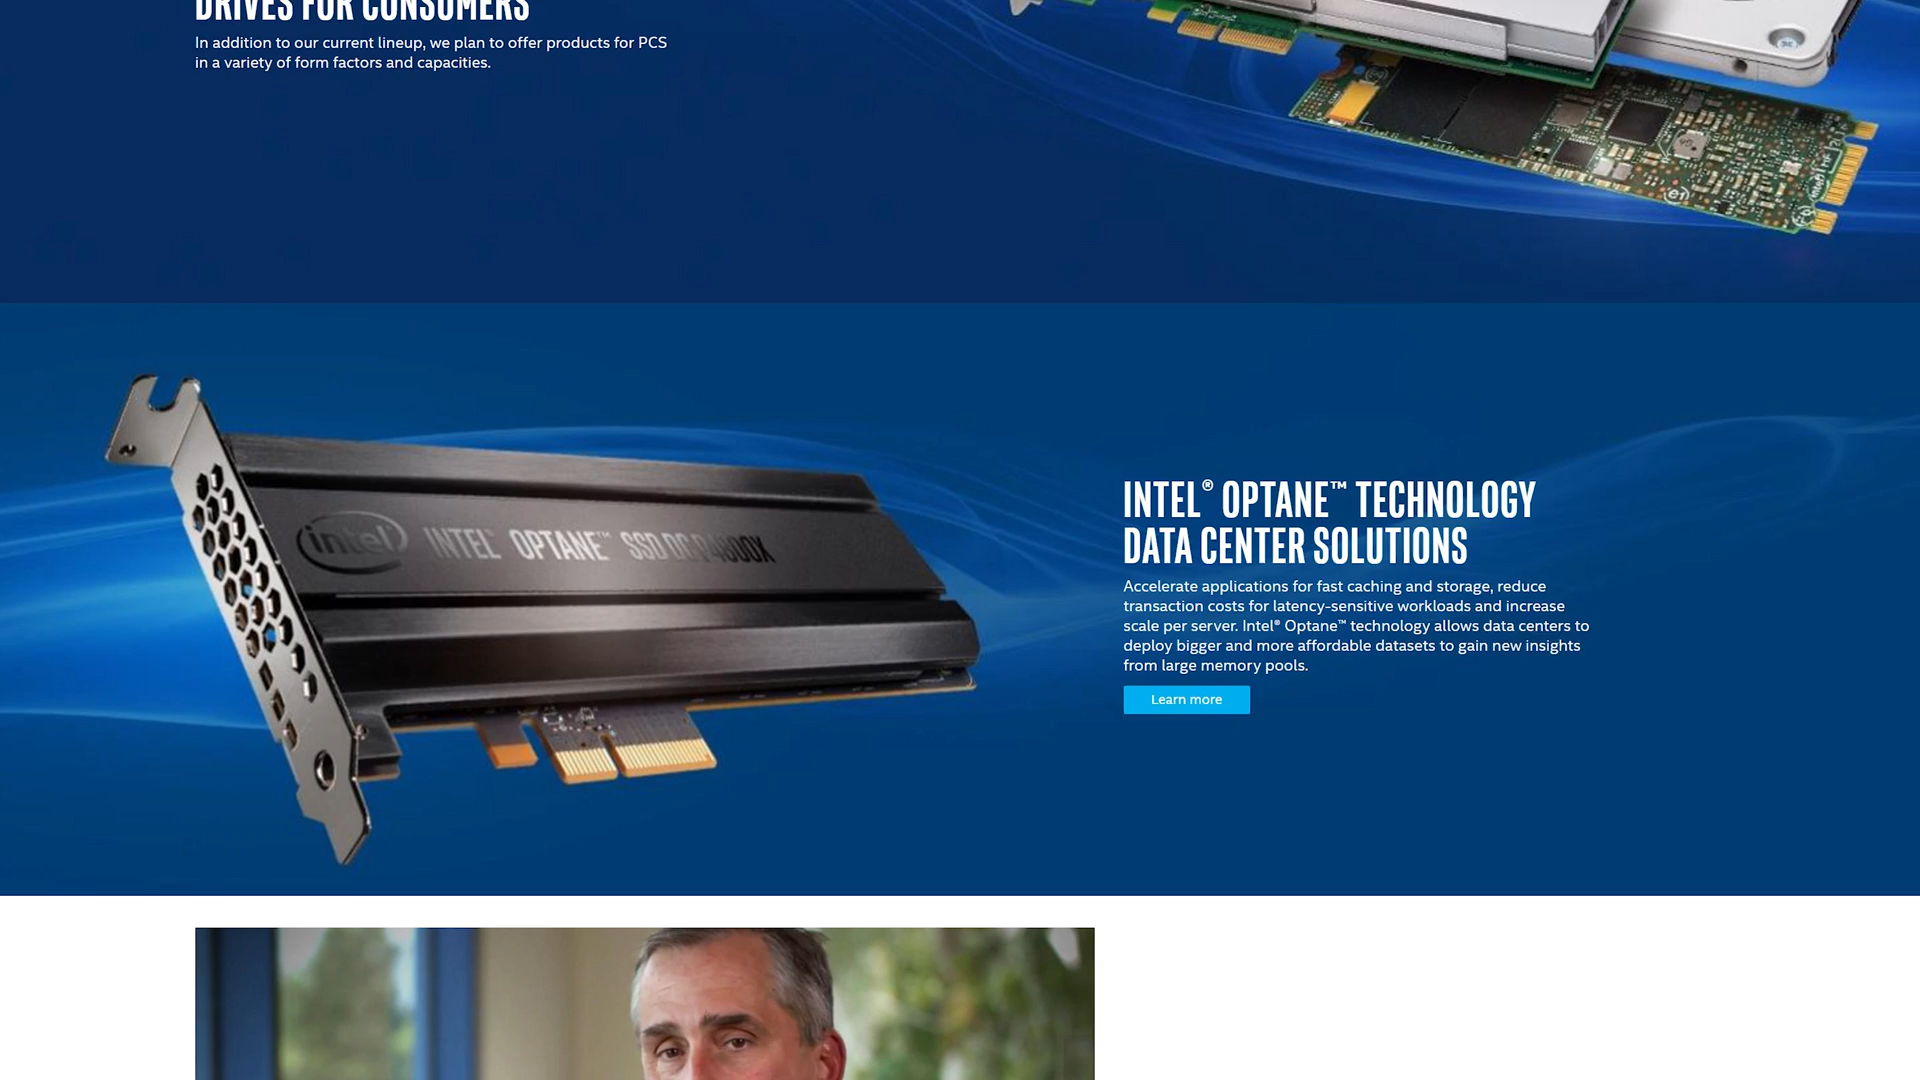 DRIVES FOR CONSUMERS
In addition to our current lineup, we plan to offer products for PCS
in a variety of form factors and capacities.
intel INTEL® OPTANE™ SSD DC P4800X
INTEL® OPTANE™ TECHNOLOGY
DATA CENTER SOLUTIONS
Accelerate applications for fast caching and storage, reduce
transaction costs for latency-sensitive workloads and increase
scale per server. Intel® Optane™ technology allows data centers to
deploy bigger and more affordable datasets to gain new insights
from large memory pools.
Learn more